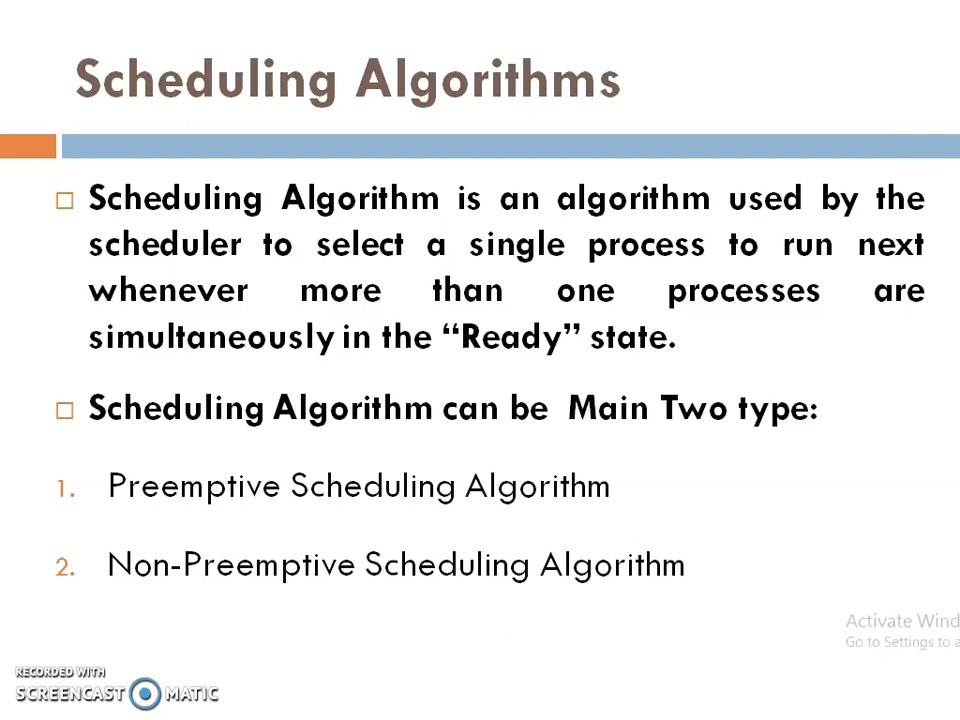 Scheduling Algorithms
Scheduling Algorithm is an algorithm used by the
scheduler to select a single process to run next
whenever more than one processes are
simultaneously in the “Ready” state.
Scheduling Algorithm can be Main Two type:
1. Preemptive Scheduling Algorithm
2. Non-Preemptive Scheduling Algorithm
Activate Wind
Go to Settings to a
RECORDED WITH
SCREENCAST MATIC